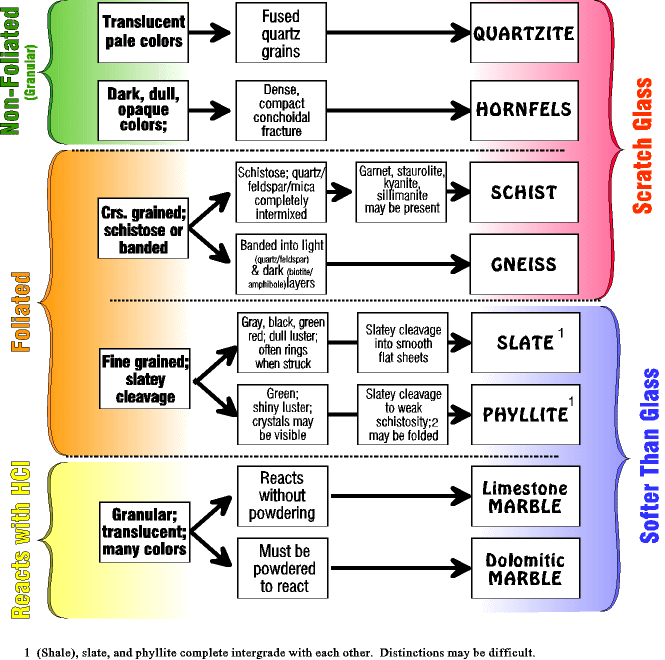 Non-Foliated
(Granular)
Translucent
pale colors
Fused
quartz
grains
QUARTZITE
Dark, dull,
opaque
colors;
Dense,
compact
conchoidal
fracture
HORNFELS
Scratch Glass
Foliated
Crs. grained;
schistose or
banded
Schistose; quartz/
feldspar/mica
completely
intermixed
Garnet, staurolite,
kyanite,
sillimanite
may be present
SCHIST
Banded into light
(quartz/feldspar)
& dark (biotite/
amphibole) layers
GNEISS
Fine grained;
slatey
cleavage
Gray, black, green
red; dull luster;
often rings
when struck
Slatey cleavage
into smooth
flat sheets
SLATE 1
Green;
shiny luster;
crystals may
be visible
Slatey cleavage
to weak
schistosity;2
may be folded
PHYLLITE 1
Softer Than Glass
Reacts with HCl
Granular;
translucent;
many colors
Reacts
without
powdering
Limestone
MARBLE
Must be
powdered
to react
Dolomitic
MARBLE
1 (Shale), slate, and phyllite complete intergrade with each other. Distinctions may be difficult.